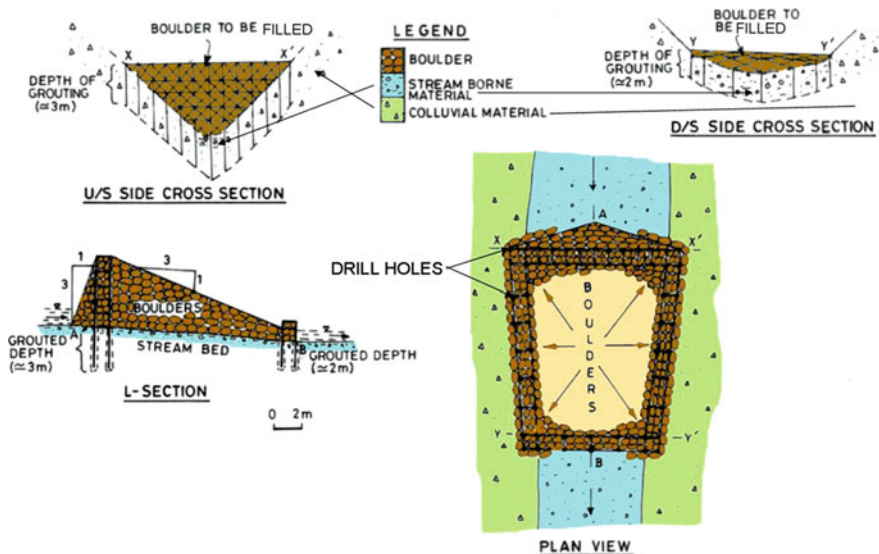 BOULDER TO BE FILLED
X X'
DEPTH OF
GROUTING
(≃3m)
U/S SIDE CROSS SECTION
LEGEND
BOULDER
STREAM BORNE
MATERIAL
COLLUVIAL MATERIAL
BOULDER TO
BE FILLED
Y Y'
DEPTH OF
GROUTING
(≃2m)
D/S SIDE CROSS SECTION
1
3
3
1
BOULDERS
A
GROUTED
DEPTH
(≃3m)
STREAM BED
B
GROUTED DEPTH
(≃2m)
L-SECTION
0 2m
A
X X'
DRILL HOLES
BOULDERS
Y Y'
B
PLAN VIEW